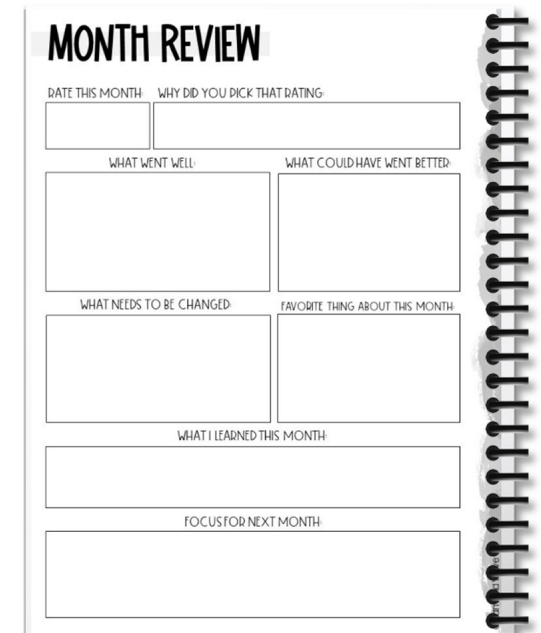 MONTH REVIEW
RATE THIS MONTH: WHY DID YOU PICK THAT RATING:
WHAT WENT WELL: WHAT COULD HAVE WENT BETTER:
WHAT NEEDS TO BE CHANGED: FAVORITE THING ABOUT THIS MONTH:
WHAT I LEARNED THIS MONTH:
FOCUS FOR NEXT MONTH: